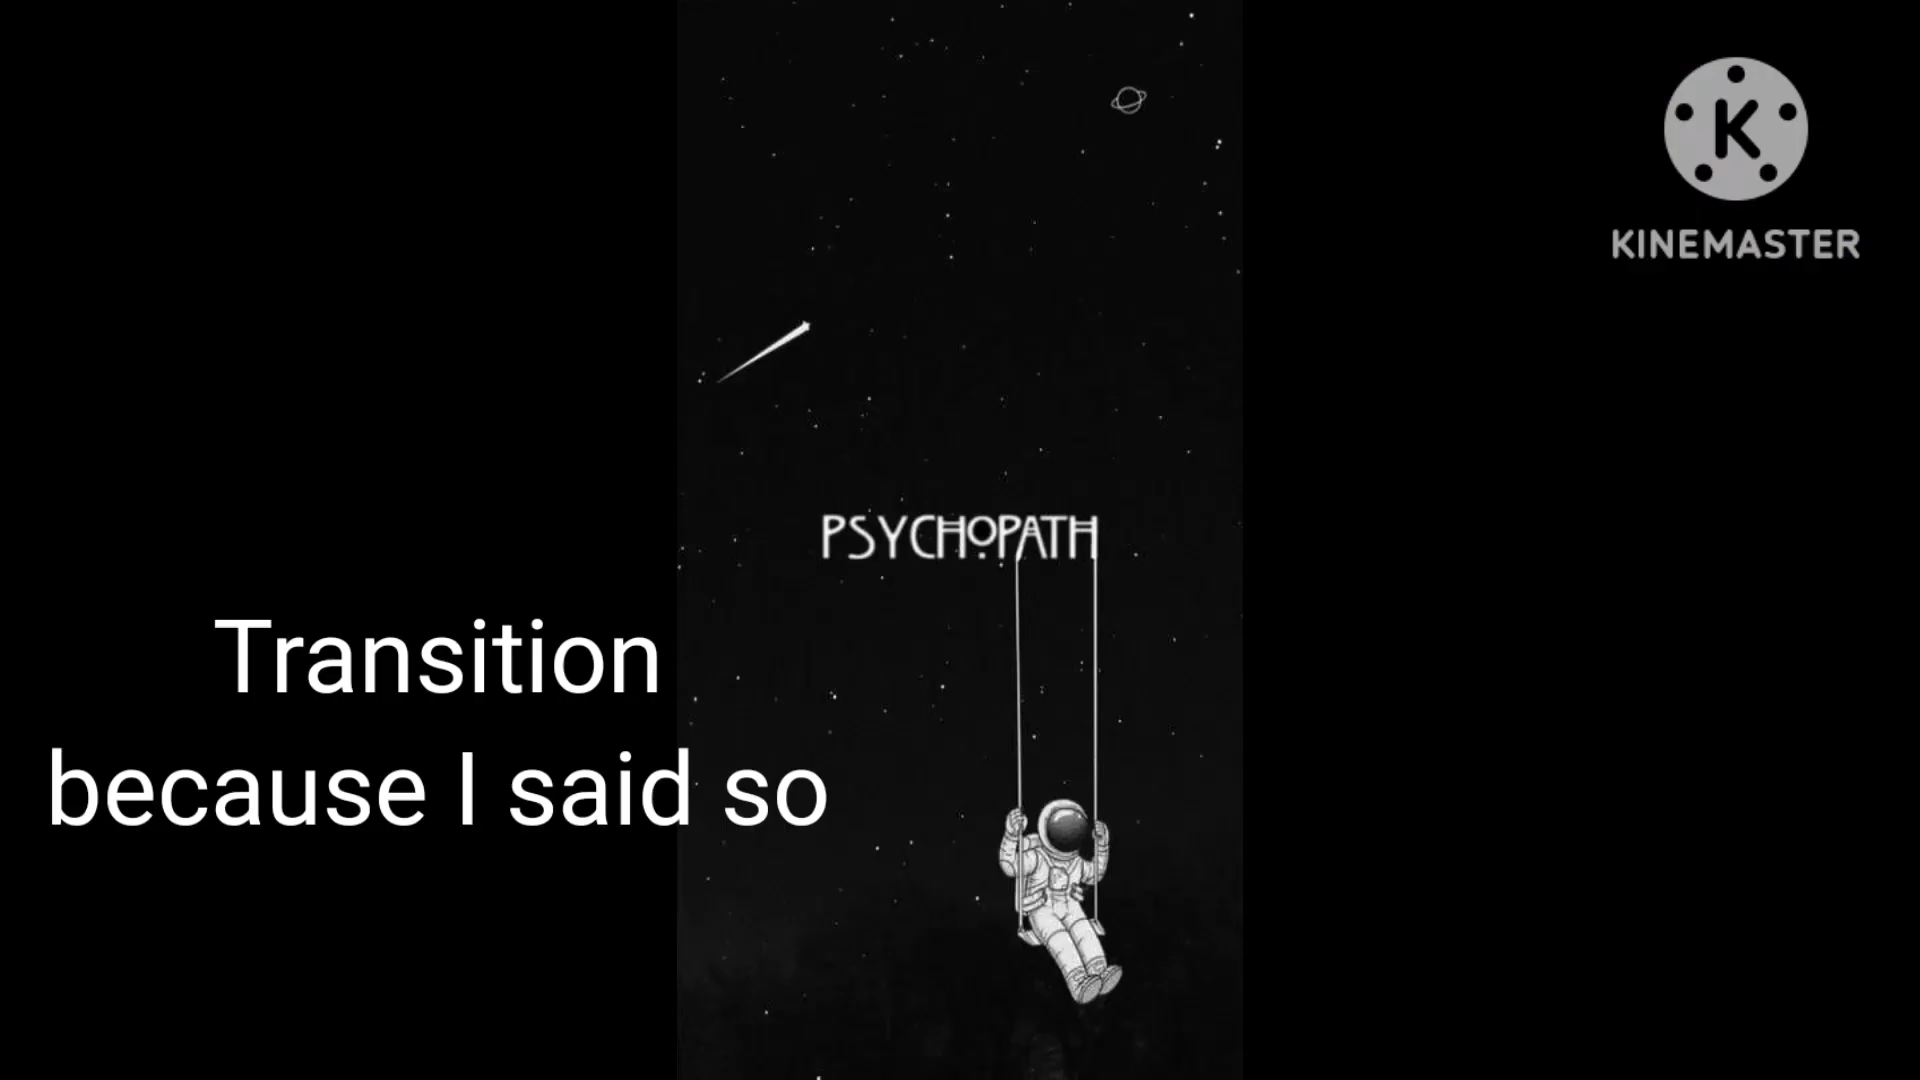 K
KINEMASTER
PSYCHOPATH
Transition
because I said so